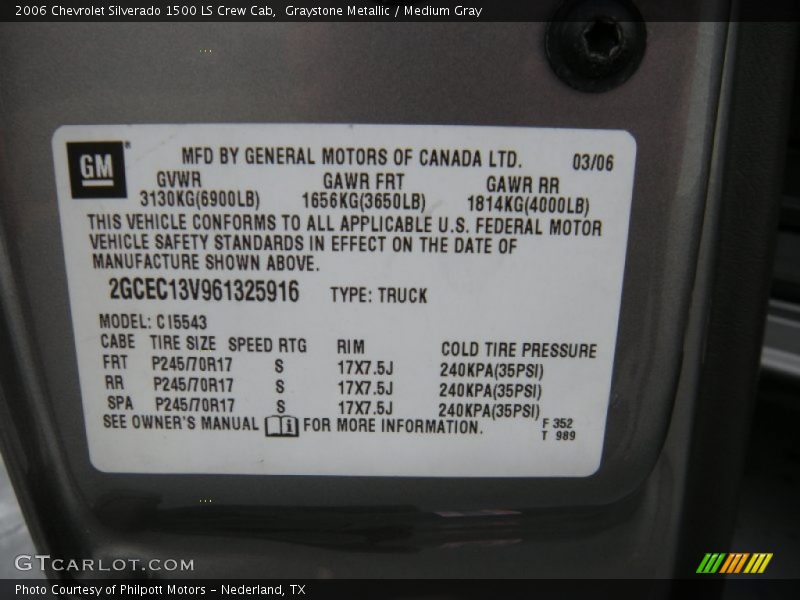 2006 Chevrolet Silverado 1500 LS Crew Cab, Graystone Metallic / Medium Gray
GM
MFD BY GENERAL MOTORS OF CANADA LTD. 03/06
GVWR GAWR FRT GAWR RR
3130KG(6900LB) 1656KG(3650LB) 1814KG(4000LB)
THIS VEHICLE CONFORMS TO ALL APPLICABLE U.S. FEDERAL MOTOR
VEHICLE SAFETY STANDARDS IN EFFECT ON THE DATE OF
MANUFACTURE SHOWN ABOVE.
2GCEC13V961325916 TYPE: TRUCK
MODEL: C15543
CABE TIRE SIZE SPEED RTG RIM COLD TIRE PRESSURE
FRT P245/70R17 S 17X7.5J 240KPA(35PSI)
RR P245/70R17 S 17X7.5J 240KPA(35PSI)
SPA P245/70R17 S 17X7.5J 240KPA(35PSI)
SEE OWNER'S MANUAL FOR MORE INFORMATION. F 352
T 989
GTCARLOT.COM
Photo Courtesy of Philpott Motors - Nederland, TX